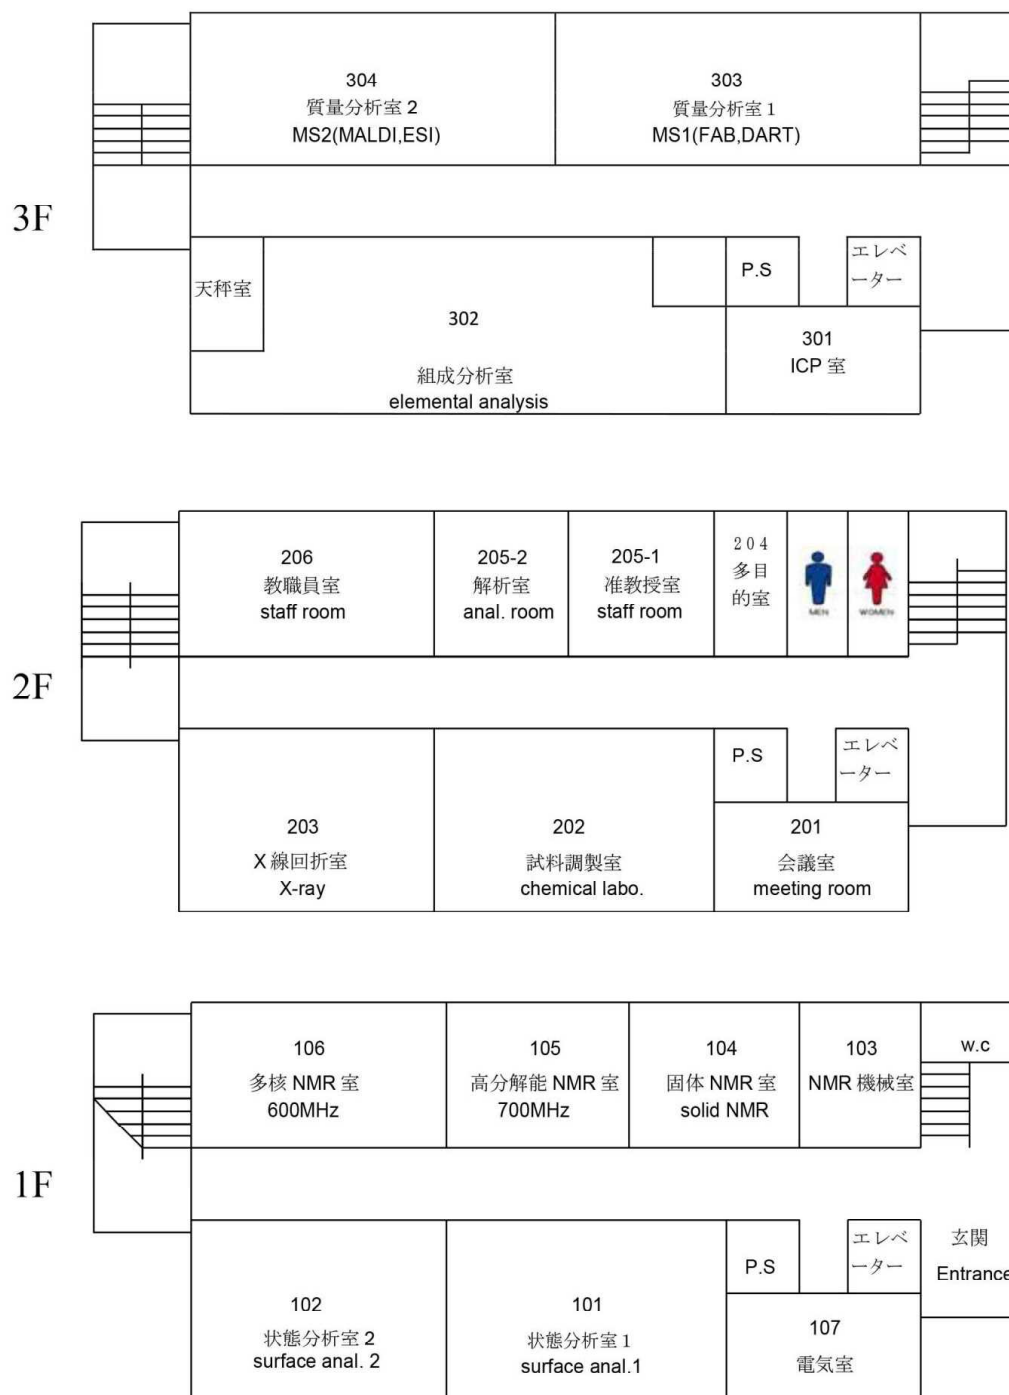 3F
304
質量分析室 2
MS2(MALDI,ESI)
303
質量分析室 1
MS1(FAB,DART)
天秤室
302
組成分析室
elemental analysis
P.S
エレベ
ーター
301
ICP 室
2F
206
教職員室
staff room
205-2
解析室
anal. room
205-1
准教授室
staff room
204
多目
的室
MEN
WOMEN
203
X 線回折室
X-ray
202
試料調製室
chemical labo.
P.S
エレベ
ーター
201
会議室
meeting room
1F
106
多核 NMR 室
600MHz
105
高分解能 NMR 室
700MHz
104
固体 NMR 室
solid NMR
103
NMR 機械室
w.c
102
状態分析室 2
surface anal. 2
101
状態分析室 1
surface anal.1
P.S
エレベ
ーター
107
電気室
玄関
Entrance